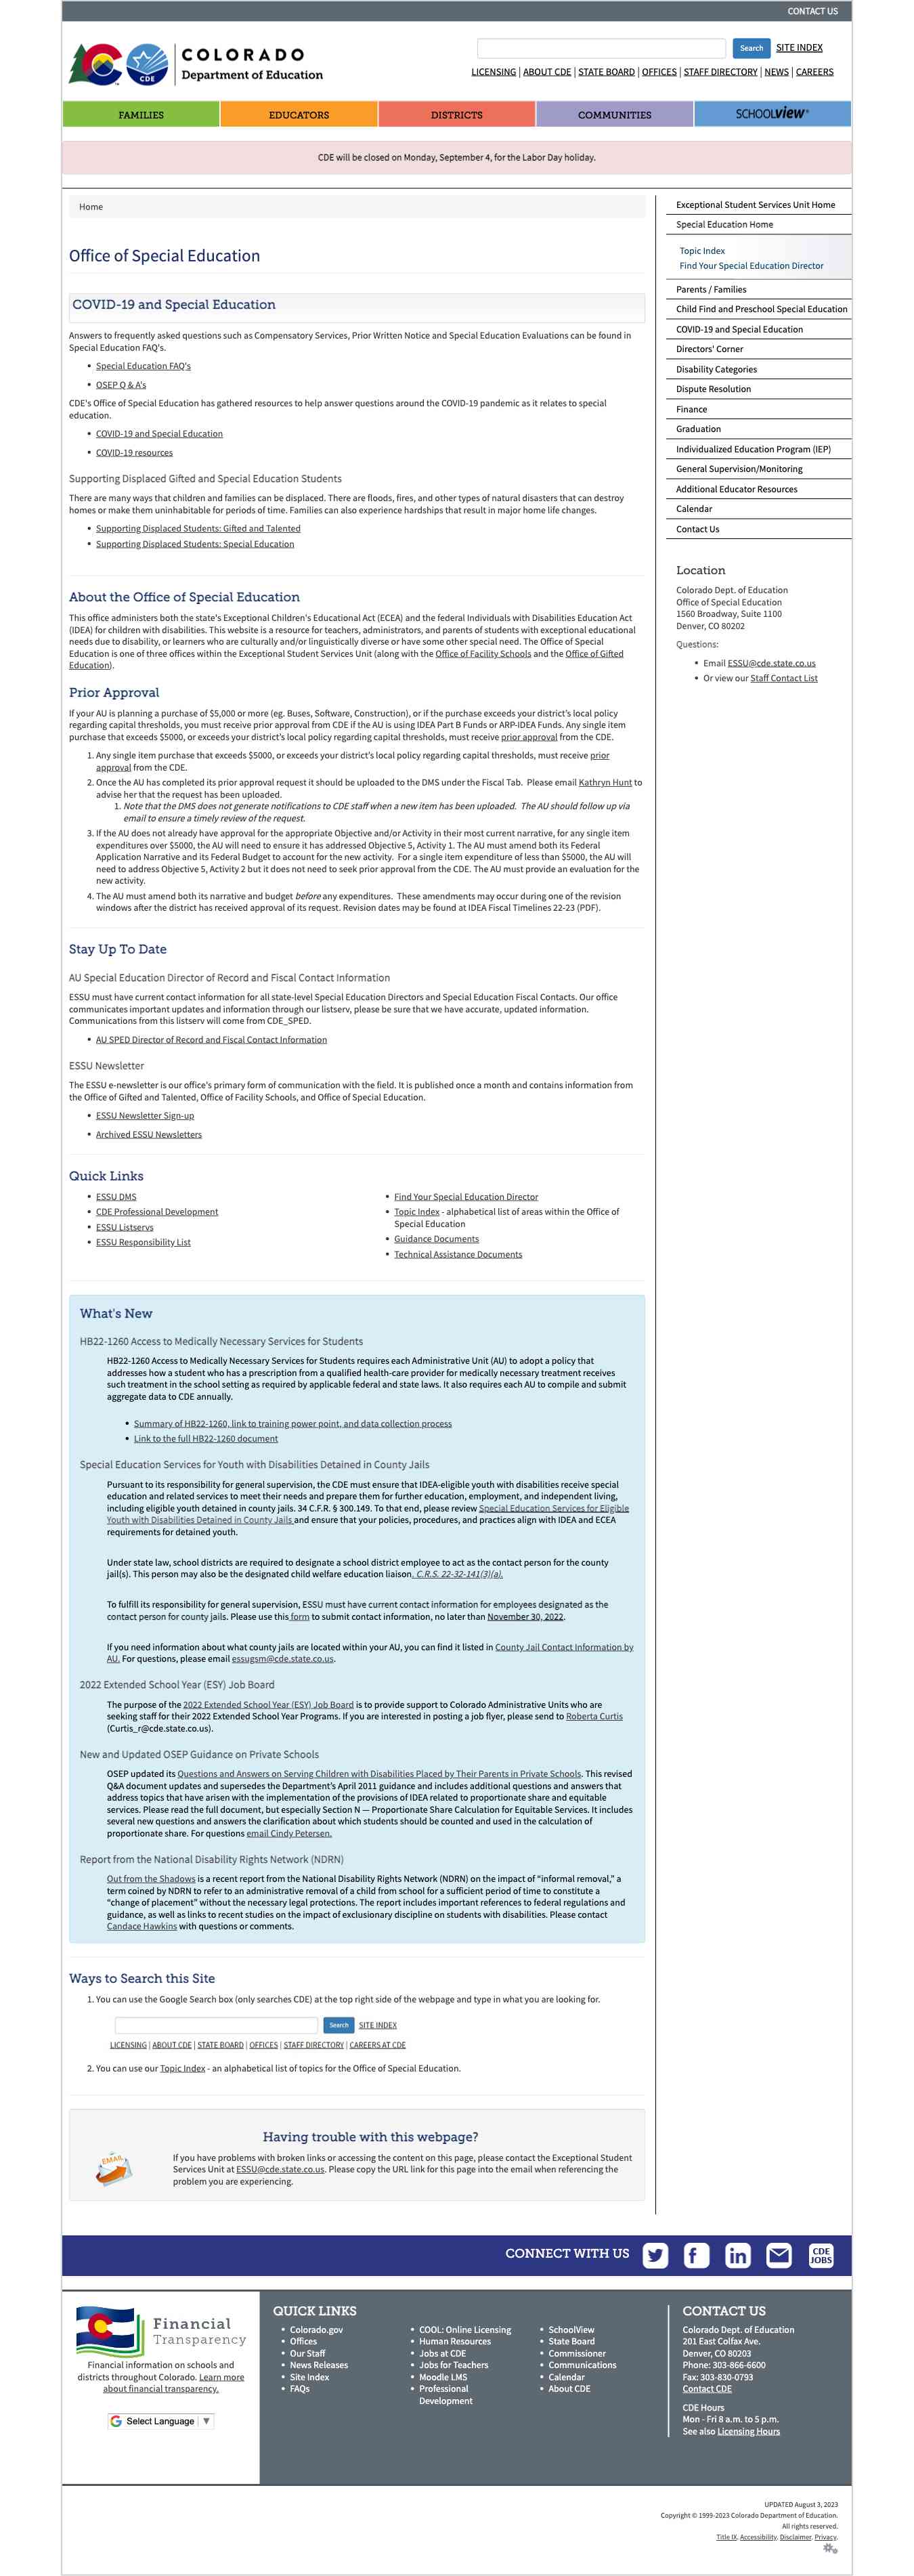 CONTACT US
COLORADO
Department of Education
CDE
Search
SITE INDEX
LICENSING | ABOUT CDE | STATE BOARD | OFFICES | STAFF DIRECTORY | NEWS | CAREERS
FAMILIES
EDUCATORS
DISTRICTS
COMMUNITIES
SCHOOLVIEW®
CDE will be closed on Monday, September 4, for the Labor Day holiday.
Home
Office of Special Education
COVID-19 and Special Education
Answers to frequently asked questions such as Compensatory Services, Prior Written Notice and Special Education Evaluations can be found in
Special Education FAQ's.
• Special Education FAQ's
• OSEP Q & A's
CDE's Office of Special Education has gathered resources to help answer questions around the COVID-19 pandemic as it relates to special
education.
• COVID-19 and Special Education
• COVID-19 resources
Supporting Displaced Gifted and Special Education Students
There are many ways that children and families can be displaced. There are floods, fires, and other types of natural disasters that can destroy
homes or make them uninhabitable for periods of time. Families can also experience hardships that result in major home life changes.
• Supporting Displaced Students: Gifted and Talented
• Supporting Displaced Students: Special Education
About the Office of Special Education
This office administers both the state's Exceptional Children's Educational Act (ECEA) and the federal Individuals with Disabilities Education Act
(IDEA) for children with disabilities. This website is a resource for teachers, administrators, and parents of students with exceptional educational
needs due to disability, or learners who are culturally and/or linguistically diverse or have some other special need. The Office of Special
Education is one of three offices within the Exceptional Student Services Unit (along with the Office of Facility Schools and the Office of Gifted
Education).
Prior Approval
If your AU is planning a purchase of $5,000 or more (eg. Buses, Software, Construction), or if the purchase exceeds your district's local policy
regarding capital thresholds, you must receive prior approval from CDE if the AU is using IDEA Part B Funds or ARP-IDEA Funds. Any single item
purchase that exceeds $5000, or exceeds your district's local policy regarding capital thresholds, must receive prior approval from the CDE.
1. Any single item purchase that exceeds $5000, or exceeds your district's local policy regarding capital thresholds, must receive prior
approval from the CDE.
2. Once the AU has completed its prior approval request it should be uploaded to the DMS under the Fiscal Tab. Please email Kathryn Hunt to
advise her that the request has been uploaded.
1. Note that the DMS does not generate notifications to CDE staff when a new item has been uploaded. The AU should follow up via
email to ensure a timely review of the request.
3. If the AU does not already have approval for the appropriate Objective and/or Activity in their most current narrative, for any single item
expenditures over $5000, the AU will need to ensure it has addressed Objective 5, Activity 1. The AU must amend both its Federal
Application Narrative and its Federal Budget to account for the new activity. For a single item expenditure of less than $5000, the AU will
need to address Objective 5, Activity 2 but it does not need to seek prior approval from the CDE. The AU must provide an evaluation for the
new activity.
4. The AU must amend both its narrative and budget before any expenditures. These amendments may occur during one of the revision
windows after the district has received approval of its request. Revision dates may be found at IDEA Fiscal Timelines 22-23 (PDF).
Stay Up To Date
AU Special Education Director of Record and Fiscal Contact Information
ESSU must have current contact information for all state-level Special Education Directors and Special Education Fiscal Contacts. Our office
communicates important updates and information through our listserv, please be sure that we have accurate, updated information.
Communications from this listserv will come from CDE_SPED.
• AU SPED Director of Record and Fiscal Contact Information
ESSU Newsletter
The ESSU e-newsletter is our office's primary form of communication with the field. It is published once a month and contains information from
the Office of Gifted and Talented, Office of Facility Schools, and Office of Special Education.
• ESSU Newsletter Sign-up
• Archived ESSU Newsletters
Quick Links
• ESSU DMS
• CDE Professional Development
• ESSU Listservs
• ESSU Responsibility List
• Find Your Special Education Director
• Topic Index - alphabetical list of areas within the Office of
Special Education
• Guidance Documents
• Technical Assistance Documents
What's New
HB22-1260 Access to Medically Necessary Services for Students
HB22-1260 Access to Medically Necessary Services for Students requires each Administrative Unit (AU) to adopt a policy that
addresses how a student who has a prescription from a qualified health-care provider for medically necessary treatment receives
such treatment in the school setting as required by applicable federal and state laws. It also requires each AU to compile and submit
aggregate data to CDE annually.
• Summary of HB22-1260, link to training power point, and data collection process
• Link to the full HB22-1260 document
Special Education Services for Youth with Disabilities Detained in County Jails
Pursuant to its responsibility for general supervision, the CDE must ensure that IDEA-eligible youth with disabilities receive special
education and related services to meet their needs and prepare them for further education, employment, and independent living,
including eligible youth detained in county jails. 34 C.F.R. § 300.149. To that end, please review Special Education Services for Eligible
Youth with Disabilities Detained in County Jails and ensure that your policies, procedures, and practices align with IDEA and ECEA
requirements for detained youth.
Under state law, school districts are required to designate a school district employee to act as the contact person for the county
jail(s). This person may also be the designated child welfare education liaison. C.R.S. 22-32-141(3)(a).
To fulfill its responsibility for general supervision, ESSU must have current contact information for employees designated as the
contact person for county jails. Please use this form to submit contact information, no later than November 30, 2022.
If you need information about what county jails are located within your AU, you can find it listed in County Jail Contact Information by
AU. For questions, please email essugsm@cde.state.co.us.
2022 Extended School Year (ESY) Job Board
The purpose of the 2022 Extended School Year (ESY) Job Board is to provide support to Colorado Administrative Units who are
seeking staff for their 2022 Extended School Year Programs. If you are interested in posting a job flyer, please send to Roberta Curtis
(Curtis_r@cde.state.co.us).
New and Updated OSEP Guidance on Private Schools
OSEP updated its Questions and Answers on Serving Children with Disabilities Placed by Their Parents in Private Schools. This revised
Q&A document updates and supersedes the Department's April 2011 guidance and includes additional questions and answers that
address topics that have arisen with the implementation of the provisions of IDEA related to proportionate share and equitable
services. Please read the full document, but especially Section N — Proportionate Share Calculation for Equitable Services. It includes
several new questions and answers the clarification about which students should be counted and used in the calculation of
proportionate share. For questions email Cindy Petersen.
Report from the National Disability Rights Network (NDRN)
Out from the Shadows is a recent report from the National Disability Rights Network (NDRN) on the impact of “informal removal,” a
term coined by NDRN to refer to an administrative removal of a child from school for a sufficient period of time to constitute a
“change of placement” without the necessary legal protections. The report includes important references to federal regulations and
guidance, as well as links to recent studies on the impact of exclusionary discipline on students with disabilities. Please contact
Candace Hawkins with questions or comments.
Ways to Search this Site
1. You can use the Google Search box (only searches CDE) at the top right side of the webpage and type in what you are looking for.
Search
SITE INDEX
LICENSING | ABOUT CDE | STATE BOARD | OFFICES | STAFF DIRECTORY | CAREERS AT CDE
2. You can use our Topic Index - an alphabetical list of topics for the Office of Special Education.
Having trouble with this webpage?
EMAIL
If you have problems with broken links or accessing the content on this page, please contact the Exceptional Student
Services Unit at ESSU@cde.state.co.us. Please copy the URL link for this page into the email when referencing the
problem you are experiencing.
Exceptional Student Services Unit Home
Special Education Home
Topic Index
Find Your Special Education Director
Parents / Families
Child Find and Preschool Special Education
COVID-19 and Special Education
Directors' Corner
Disability Categories
Dispute Resolution
Finance
Graduation
Individualized Education Program (IEP)
General Supervision/Monitoring
Additional Educator Resources
Calendar
Contact Us
Location
Colorado Dept. of Education
Office of Special Education
1560 Broadway, Suite 1100
Denver, CO 80202
Questions:
• Email ESSU@cde.state.co.us
• Or view our Staff Contact List
CONNECT WITH US
CDE
JOBS
Financial
Transparency
Financial information on schools and
districts throughout Colorado. Learn more
about financial transparency.
Select Language ▼
QUICK LINKS
• Colorado.gov
• Offices
• Our Staff
• News Releases
• Site Index
• FAQs
• COOL: Online Licensing
• Human Resources
• Jobs at CDE
• Jobs for Teachers
• Moodle LMS
• Professional
Development
• SchoolView
• State Board
• Commissioner
• Communications
• Calendar
• About CDE
CONTACT US
Colorado Dept. of Education
201 East Colfax Ave.
Denver, CO 80203
Phone: 303-866-6600
Fax: 303-830-0793
Contact CDE
CDE Hours
Mon - Fri 8 a.m. to 5 p.m.
See also Licensing Hours
UPDATED August 3, 2023
Copyright © 1999-2023 Colorado Department of Education.
All rights reserved.
Title IX. Accessibility. Disclaimer. Privacy.